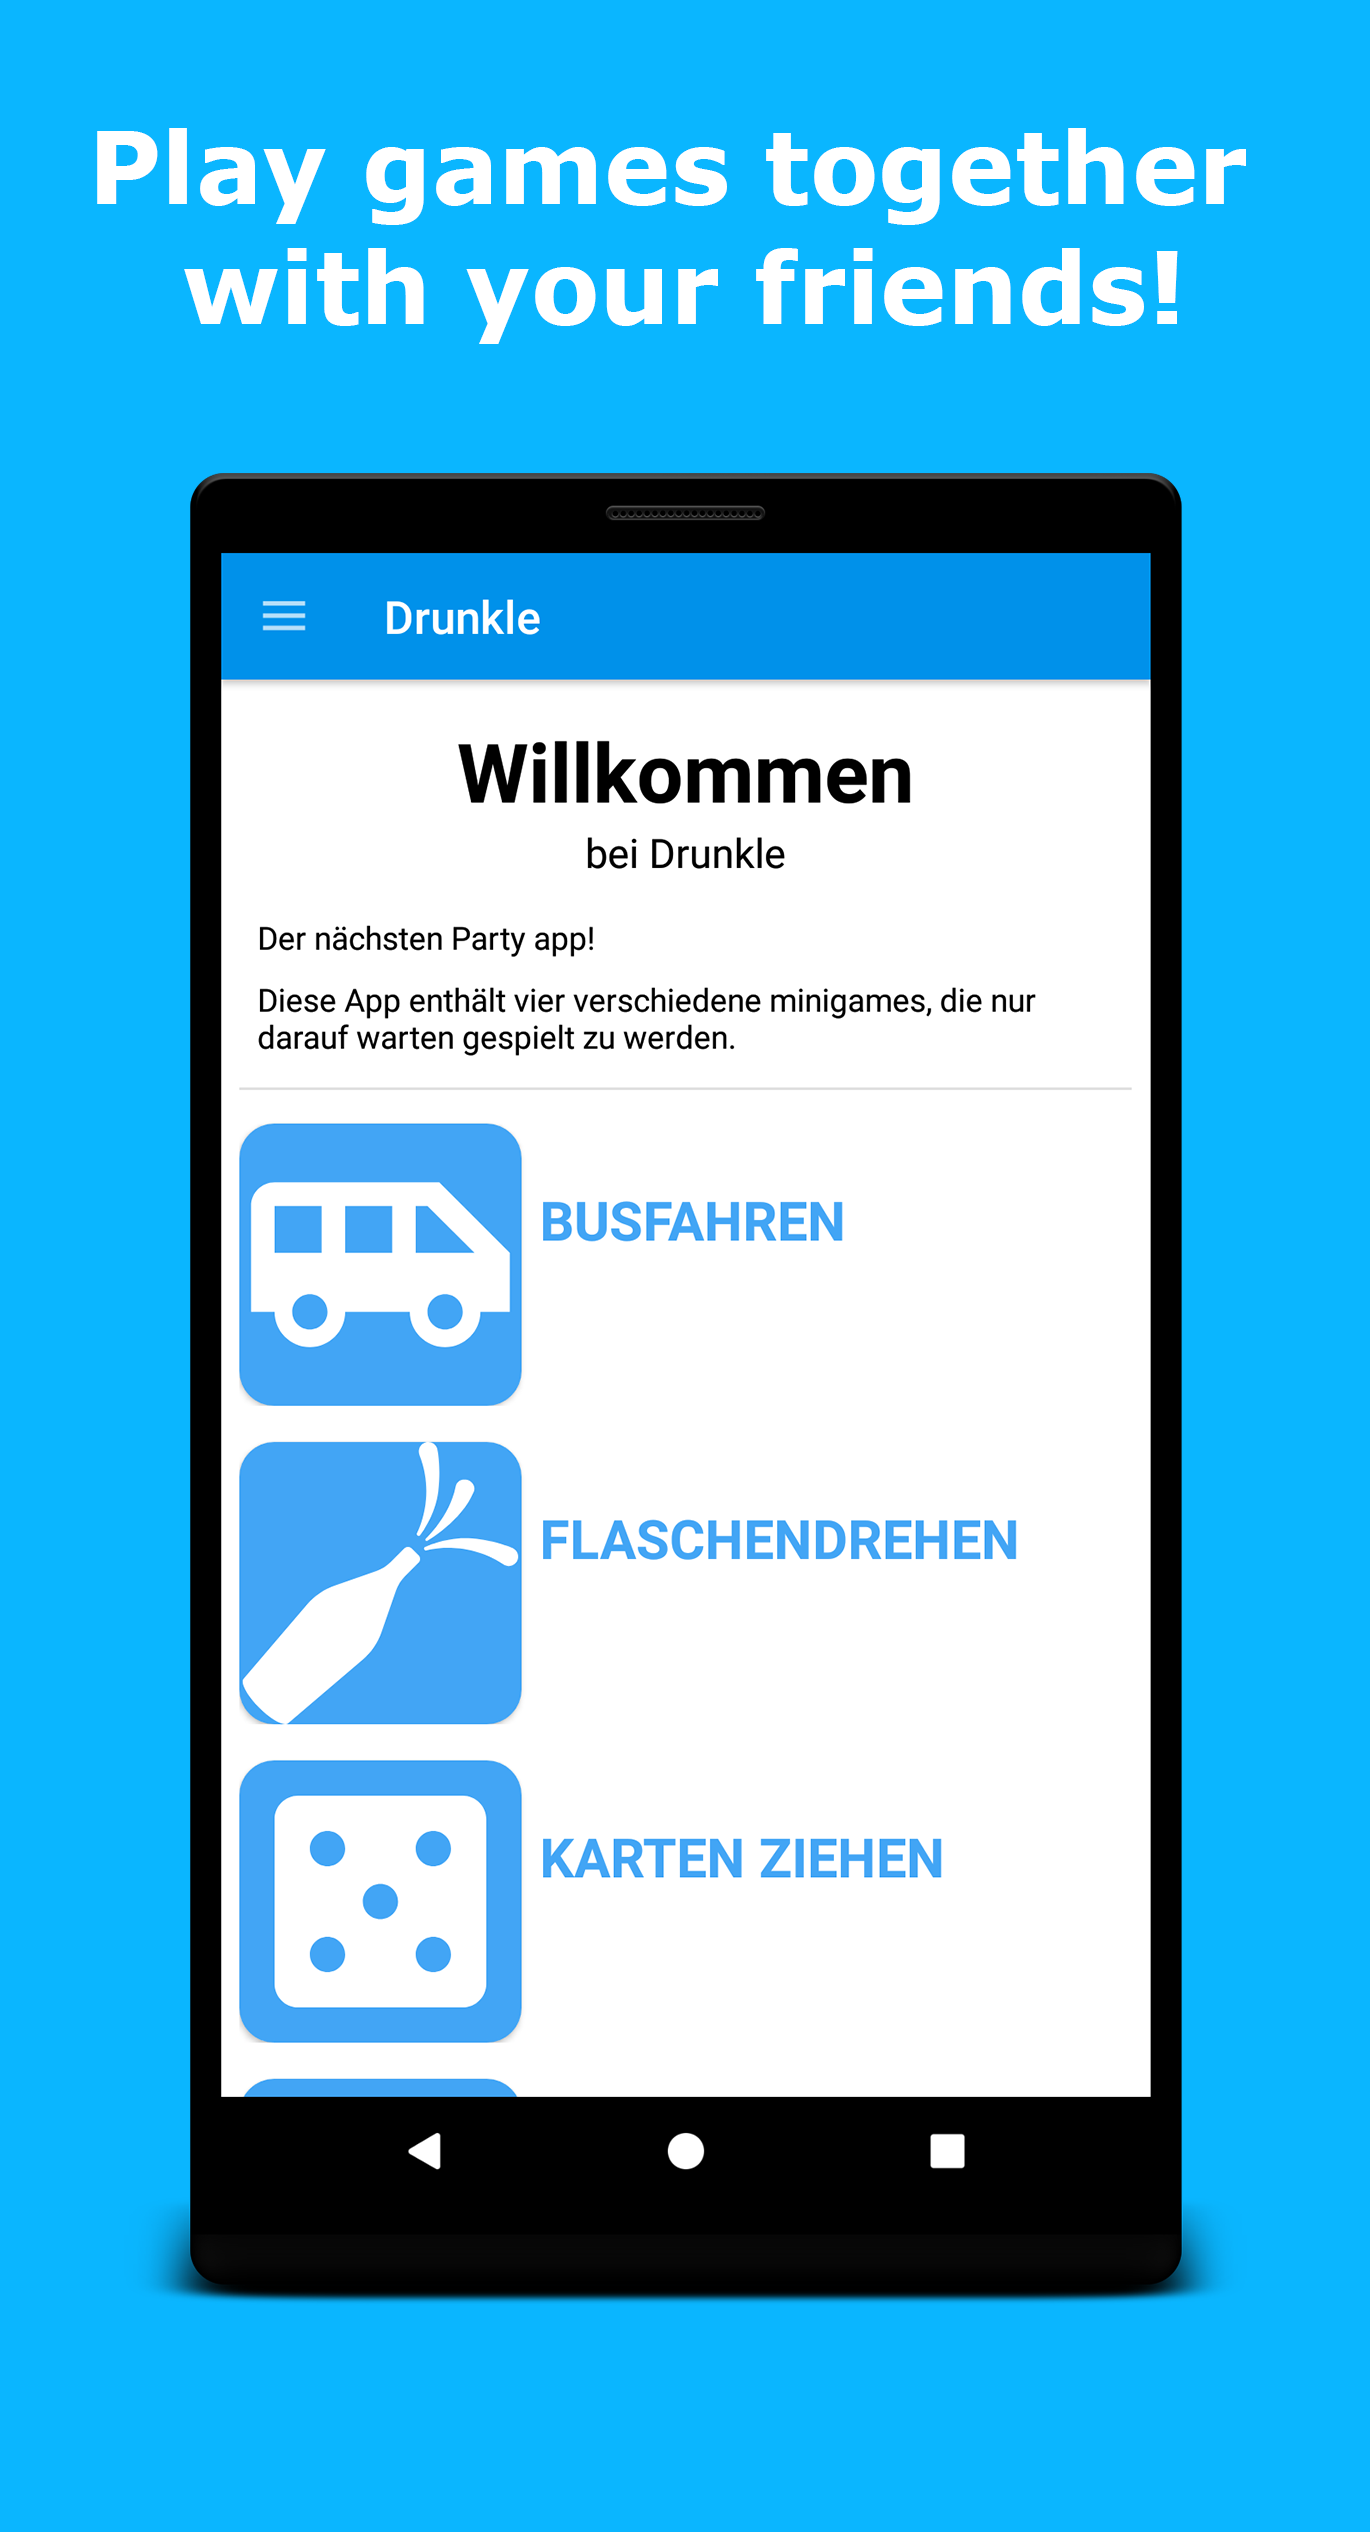 Play games together
with your friends!
Drunkle
Willkommen
bei Drunkle
Der nächsten Party app!
Diese App enthält vier verschiedene minigames, die nur
darauf warten gespielt zu werden.
BUSFAHREN
FLASCHENDREHEN
KARTEN ZIEHEN